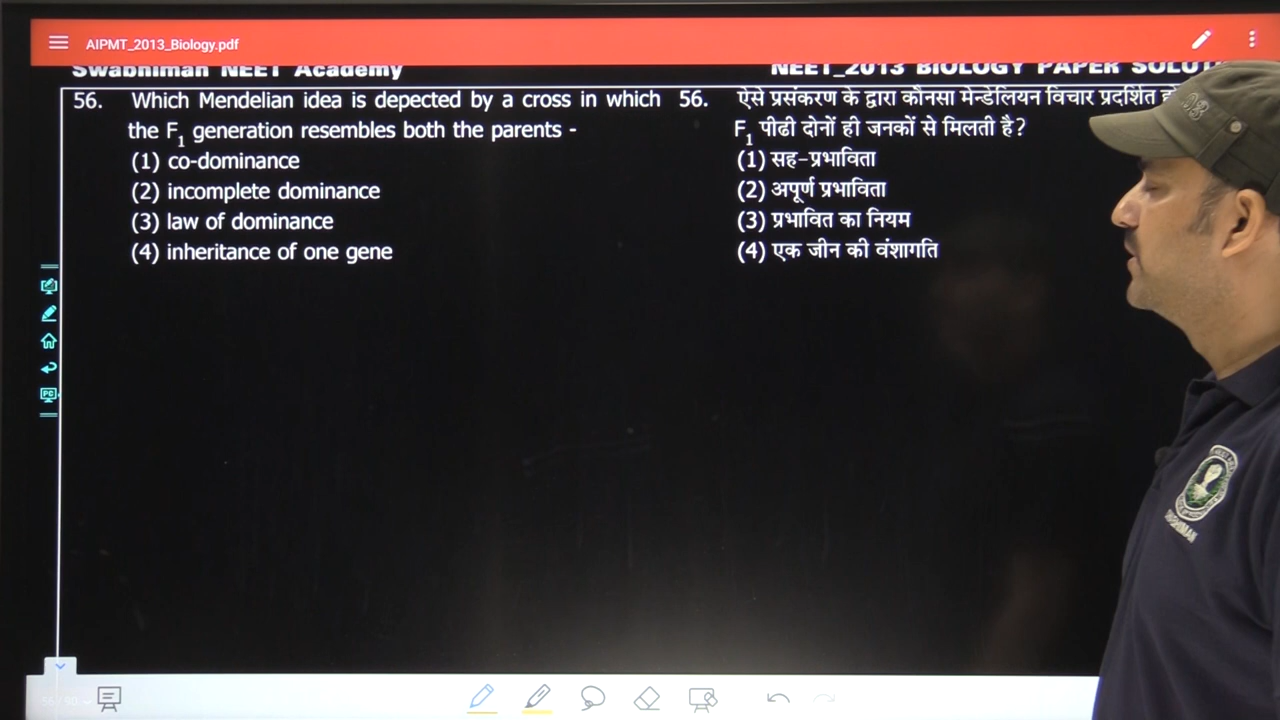 AIPMT_2013_Biology.pdf
Swabhiman NEET Academy
NEET_2013 BIOLOGY PAPER
56. Which Mendelian idea is depected by a cross in which
the F1 generation resembles both the parents -
(1) co-dominance
(2) incomplete dominance
(3) law of dominance
(4) inheritance of one gene
56. ऐसे प्रसंकरण के द्वारा कौनसा मेन्डेलियन विचार प्रदर्शित
F1 पीढी दोनों ही जनकों से मिलती है?
(1) सह-प्रभाविता
(2) अपूर्ण प्रभाविता
(3) प्रभावित का नियम
(4) एक जीन की वंशागति
PC